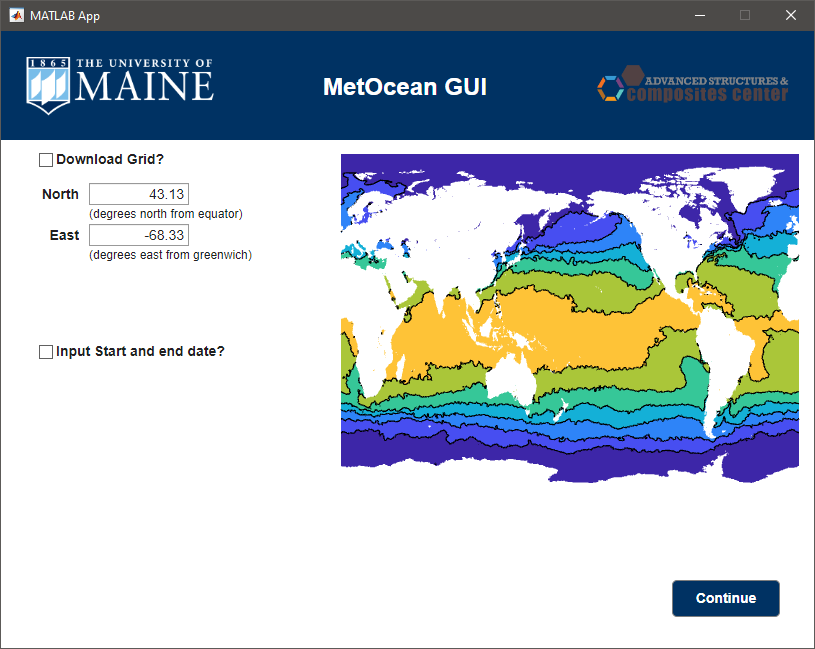 MATLAB App
1865 THE UNIVERSITY OF
MAINE
MetOcean GUI
ADVANCED STRUCTURES &
composites center
Download Grid?
North 43.13
(degrees north from equator)
East -68.33
(degrees east from greenwich)
Input Start and end date?
Continue